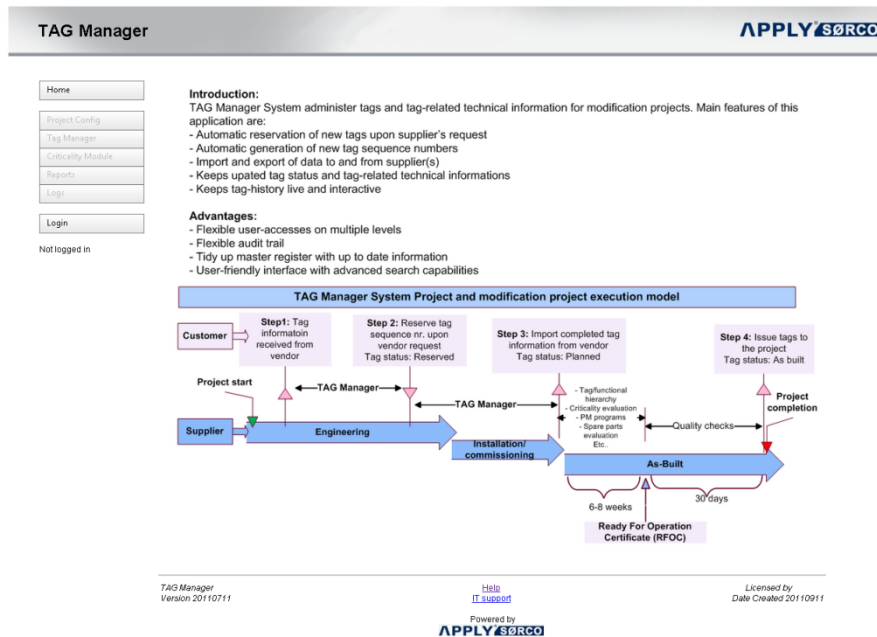 TAG Manager
APPLY SØRCO
Home
Project Config
Tag Manager
Criticality Module
Reports
Logs
Login
Not logged in
Introduction:
TAG Manager System administer tags and tag-related technical information for modification projects. Main features of this
application are:
- Automatic reservation of new tags upon supplier's request
- Automatic generation of new tag sequence numbers
- Import and export of data to and from supplier(s)
- Keeps upated tag status and tag-related technical informations
- Keeps tag-history live and interactive
Advantages:
- Flexible user-accesses on multiple levels
- Flexible audit trail
- Tidy up master register with up to date information
- User-friendly interface with advanced search capabilities
TAG Manager System Project and modification project execution model
Customer
Step1: Tag
informatoin
received from
vendor
Step 2: Reserve tag
sequence nr. upon
vendor request
Tag status: Reserved
Step 3: Import completed tag
information from vendor
Tag status: Planned
Step 4: Issue tags to
the project
Tag status: As built
Project start
TAG Manager
TAG Manager
- Tag/functional
hierarchy
- Criticality evaluation
- PM programs
- Spare parts
evaluation
Etc..
Quality checks
Project
completion
Supplier
Engineering
Installation/
commissioning
As-Built
6-8 weeks
30 days
Ready For Operation
Certificate (RFOC)
TAG Manager
Version 20110711
Help
IT support
Licensed by
Date Created 20110911
Powered by
APPLY SØRCO